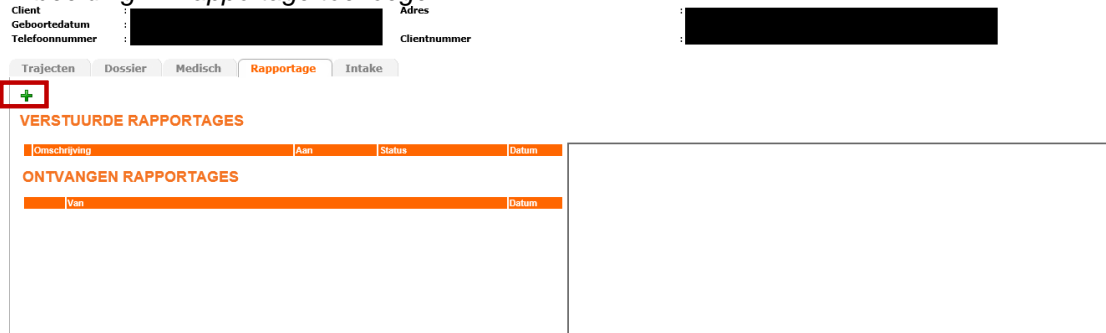 Client : Adres :
Geboortedatum :
Telefoonnummer : Clientnummer :
Trajecten Dossier Medisch Rapportage Intake
VERSTUURDE RAPPORTAGES
Omschrijving Aan Status Datum
ONTVANGEN RAPPORTAGES
Van Datum